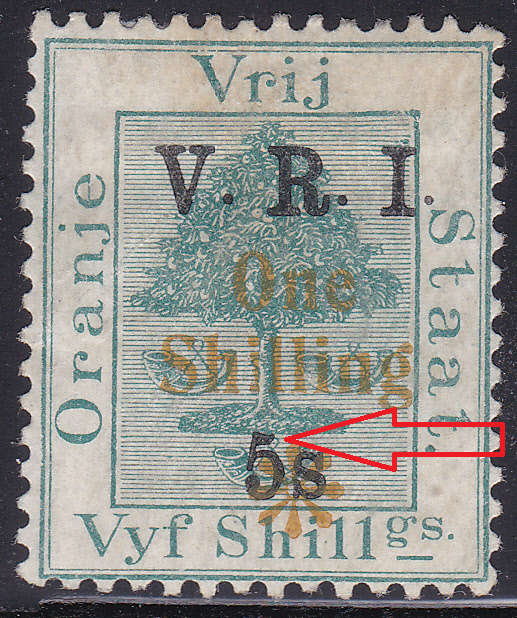 Vrij
Oranje
V. R. I.
One
Shilling
5s
Staat.
Vyf Shillgs.